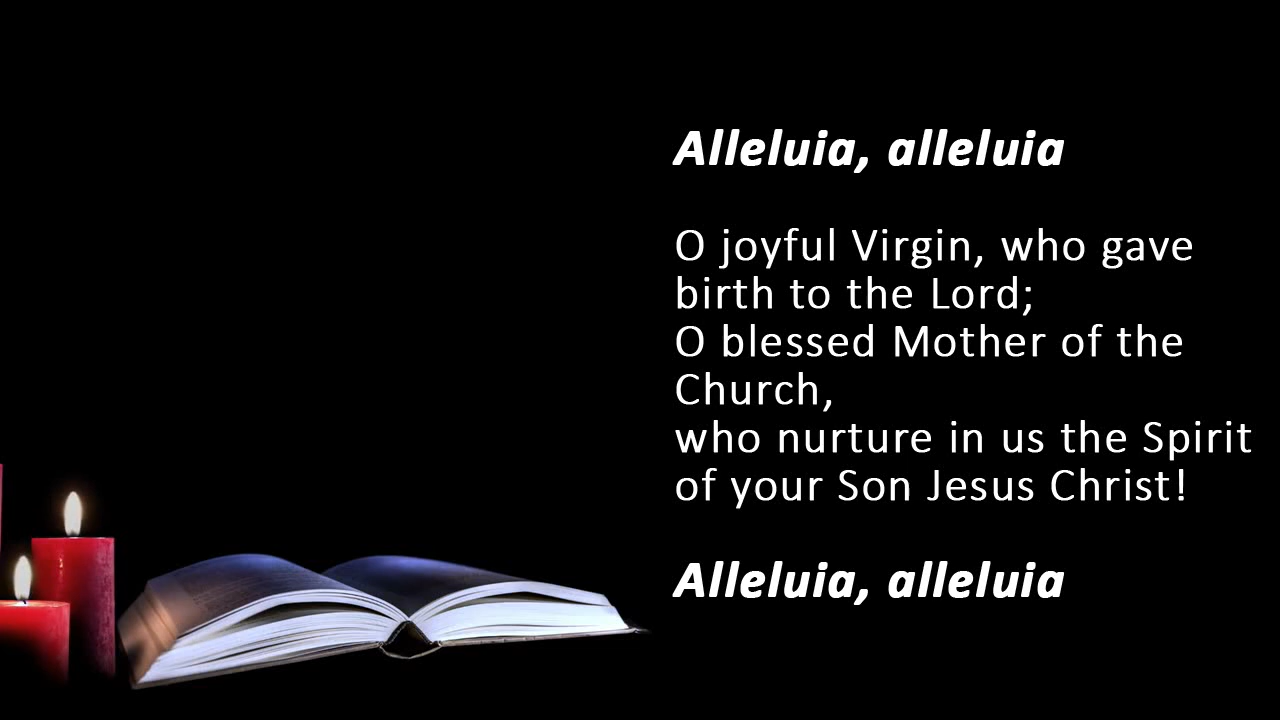 Alleluia, alleluia
O joyful Virgin, who gave
birth to the Lord;
O blessed Mother of the
Church,
who nurture in us the Spirit
of your Son Jesus Christ!
Alleluia, alleluia